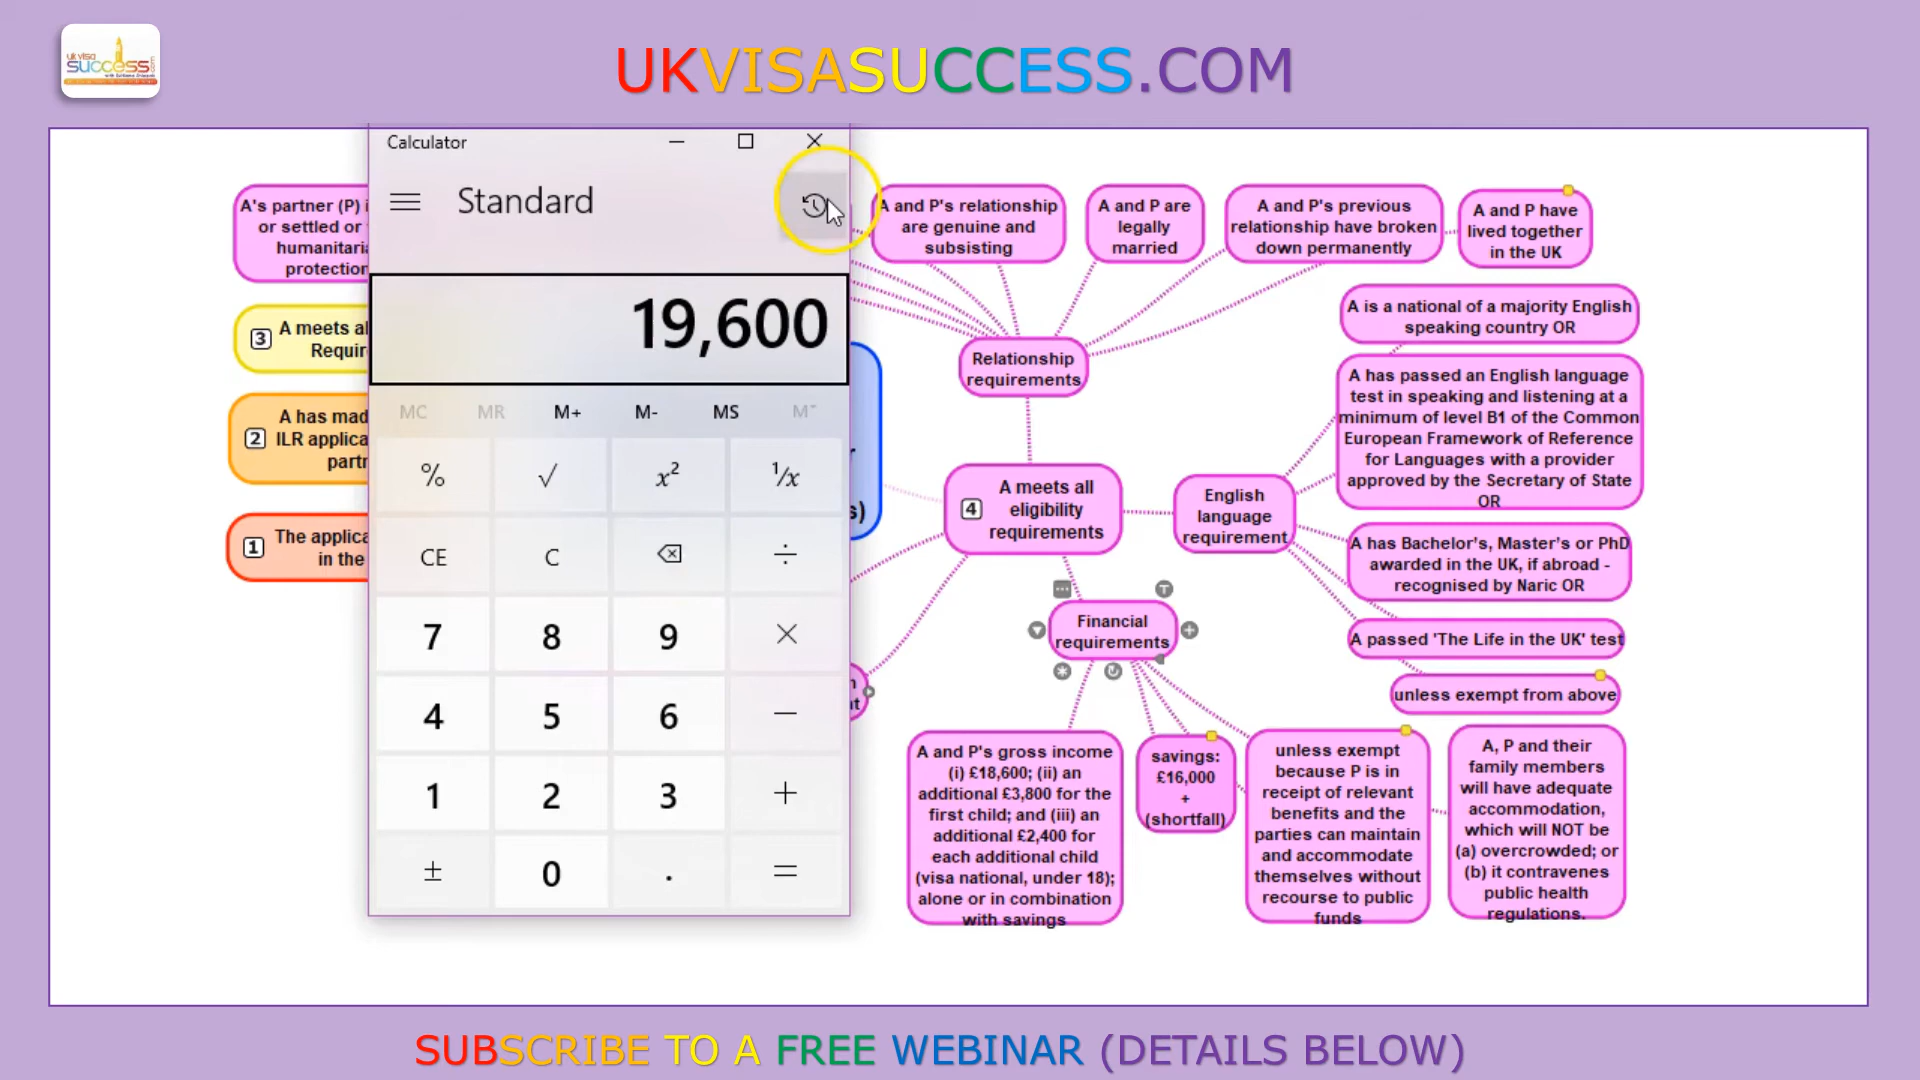 uk visa
success.com
UKVISASUCCESS.COM
Calculator
Standard
19,600
MC MR M+ M- MS M˅
% √ x² ¹/x
CE C ÷
7 8 9 ×
4 5 6 −
1 2 3 +
± 0 . =
A's partner (P) i
or settled or
humanitaria
protection
3
A meets al
Requir
2
A has mad
ILR applica
partn
1
The applica
in the
s)
A and P's relationship
are genuine and
subsisting
A and P are
legally
married
A and P's previous
relationship have broken
down permanently
A and P have
lived together
in the UK
Relationship
requirements
4
A meets all
eligibility
requirements
English
language
requirement
A is a national of a majority English
speaking country OR
A has passed an English language
test in speaking and listening at a
minimum of level B1 of the Common
European Framework of Reference
for Languages with a provider
approved by the Secretary of State
OR
A has Bachelor's, Master's or PhD
awarded in the UK, if abroad -
recognised by Naric OR
A passed 'The Life in the UK' test
unless exempt from above
Financial
requirements
A and P's gross income
(i) £18,600; (ii) an
additional £3,800 for the
first child; and (iii) an
additional £2,400 for
each additional child
(visa national, under 18);
alone or in combination
with savings
savings:
£16,000
+
(shortfall)
unless exempt
because P is in
receipt of relevant
benefits and the
parties can maintain
and accommodate
themselves without
recourse to public
funds
A, P and their
family members
will have adequate
accommodation,
which will NOT be
(a) overcrowded; or
(b) it contravenes
public health
regulations.
SUBSCRIBE TO A FREE WEBINAR (DETAILS BELOW)